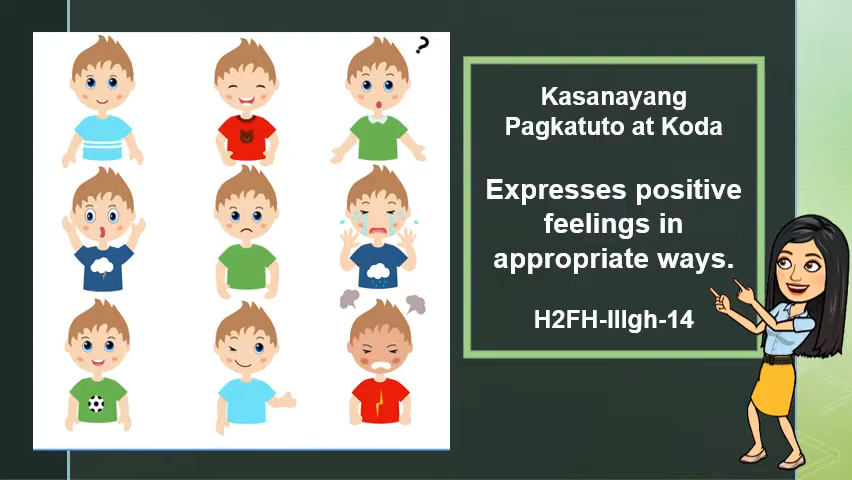 ?
Kasanayang
Pagkatuto at Koda
Expresses positive
feelings in
appropriate ways.
H2FH-IIIgh-14